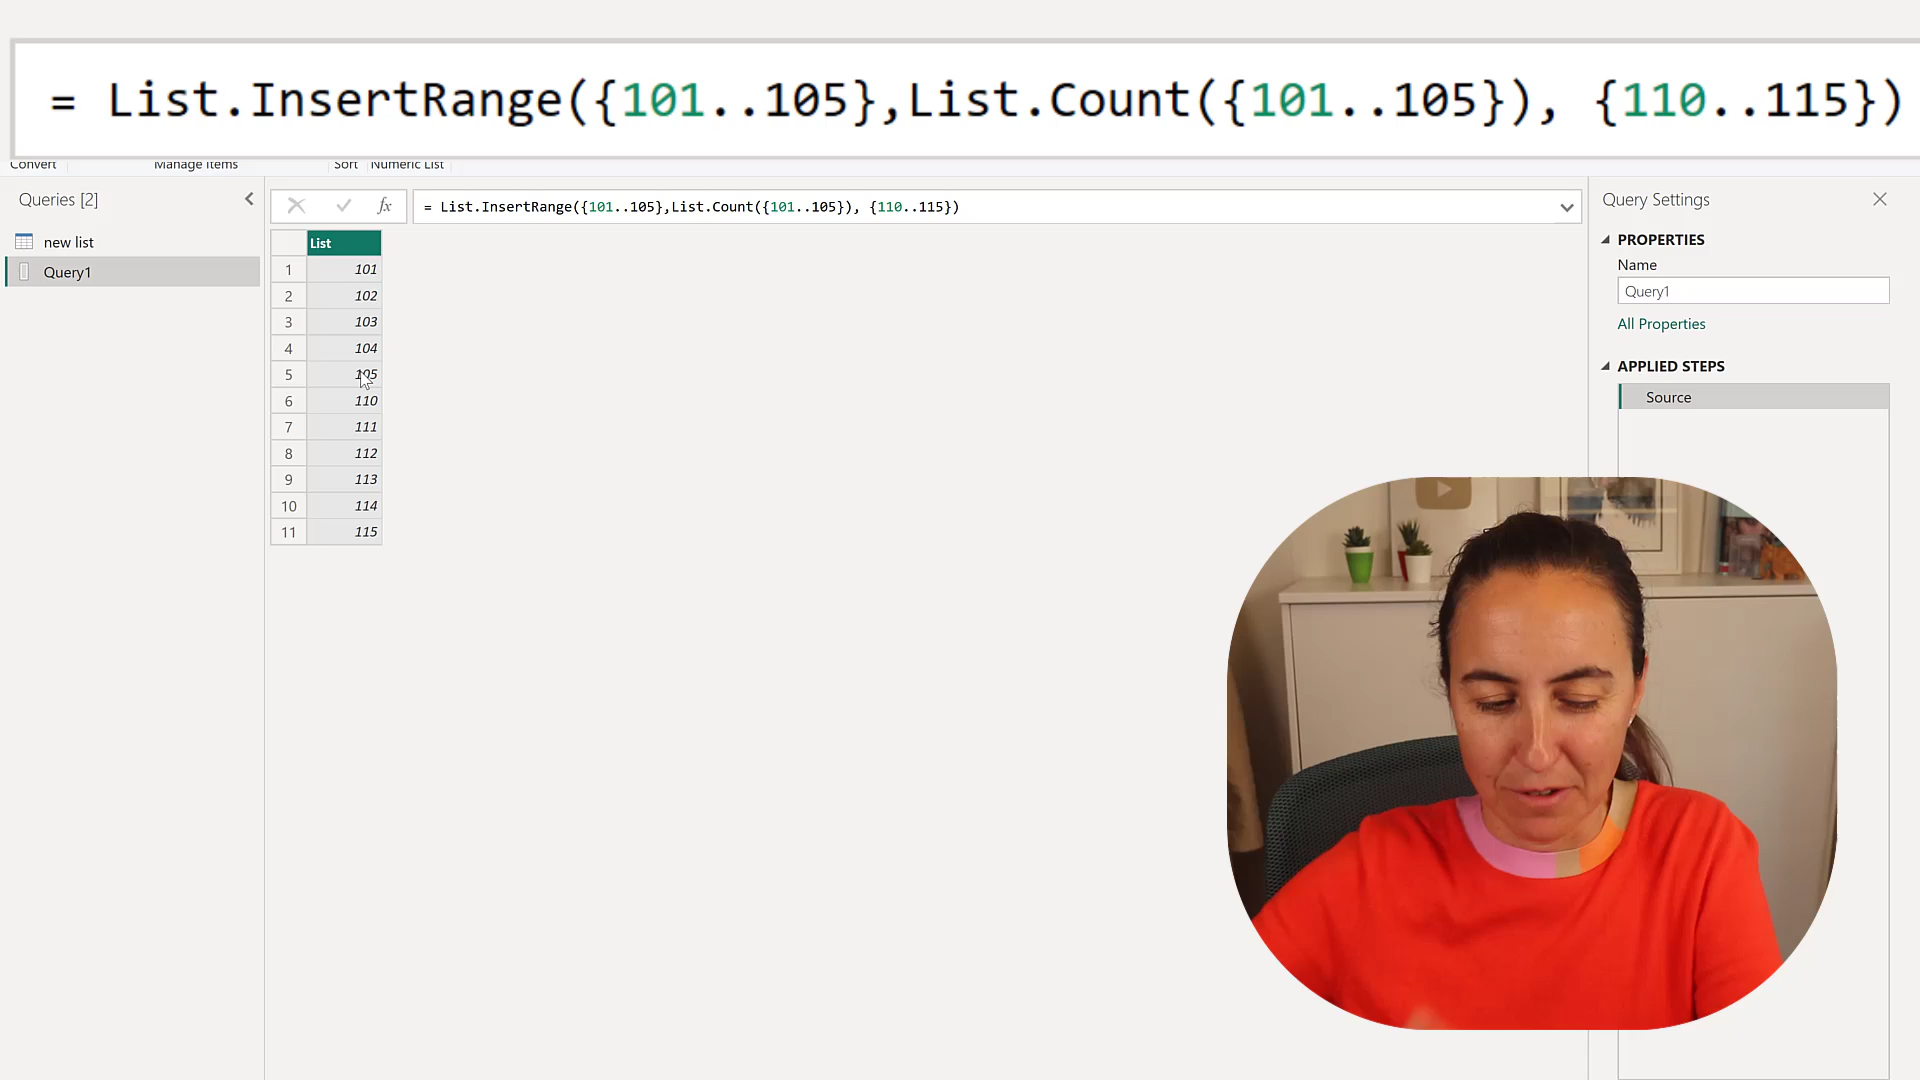 = List.InsertRange({101..105},List.Count({101..105}), {110..115})
Convert
Manage Items
Sort
Numeric List
Queries [2]
fx
= List.InsertRange({101..105},List.Count({101..105}), {110..115})
Query Settings
new list
Query1
List
1 101
2 102
3 103
4 104
5 105
6 110
7 111
8 112
9 113
10 114
11 115
PROPERTIES
Name
Query1
All Properties
APPLIED STEPS
Source